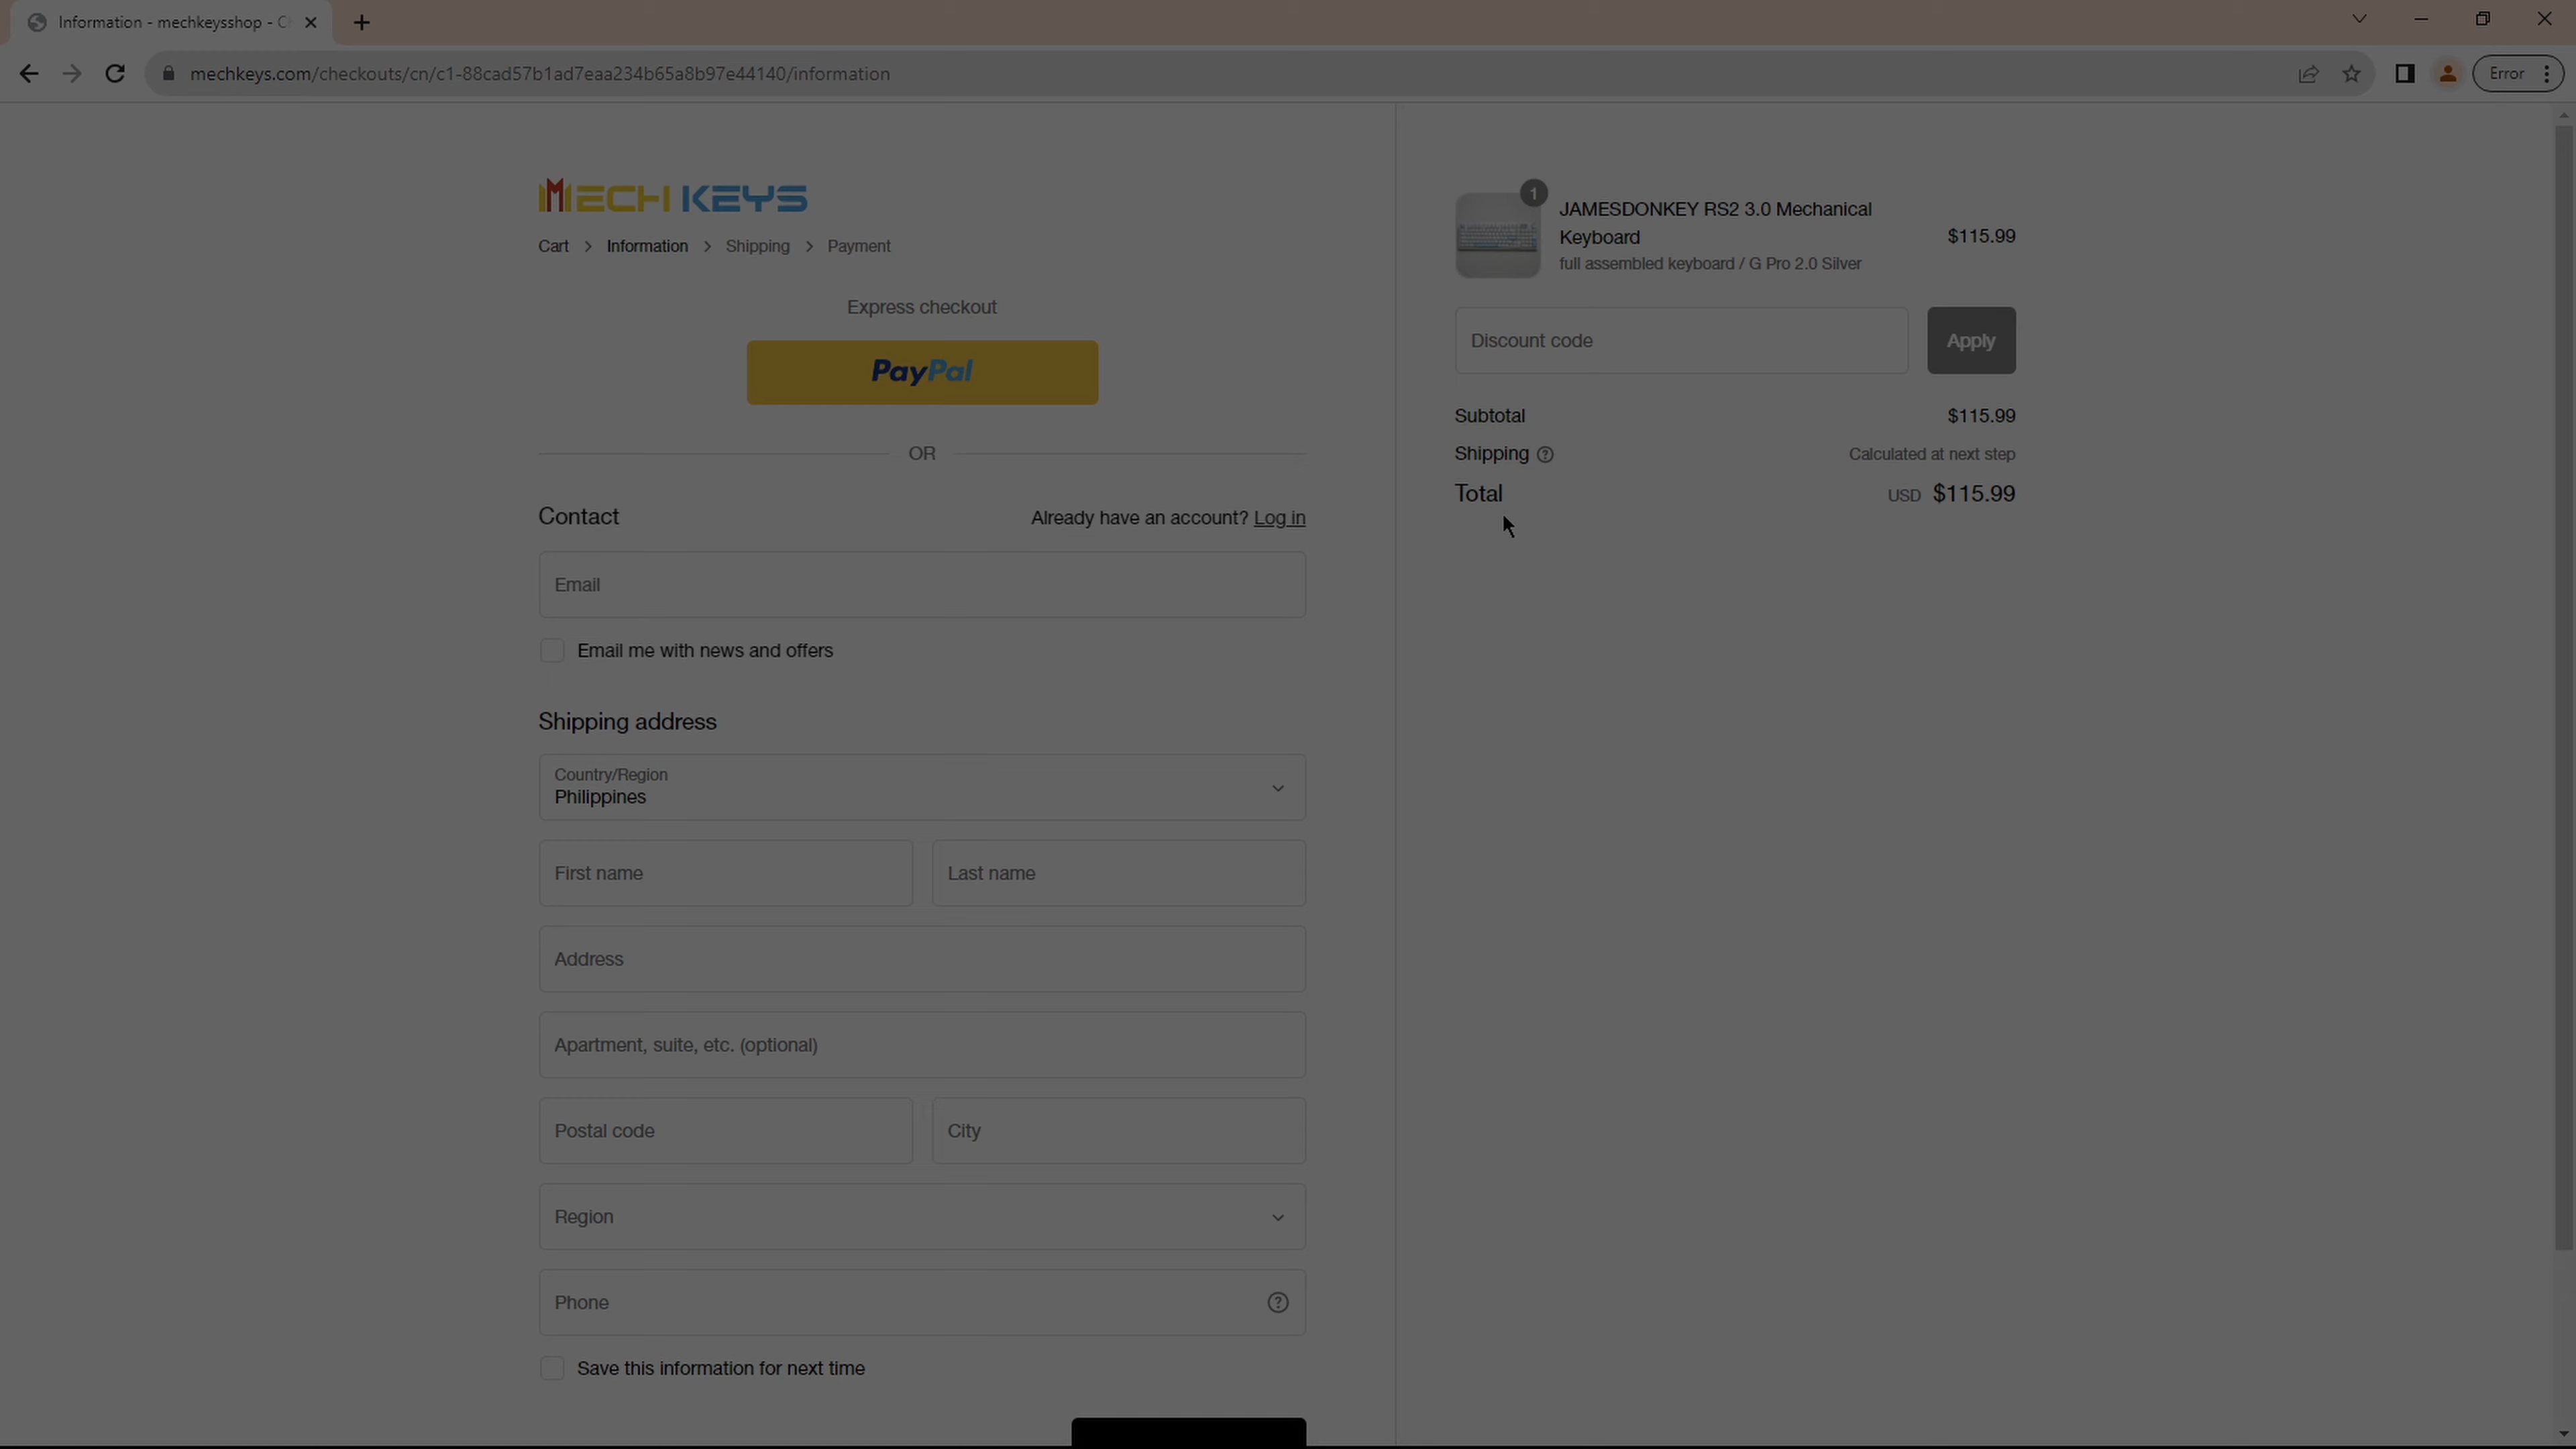 Information - mechkeysshop - C
mechkeys.com/checkouts/cn/c1-88cad57b1ad7eaa234b65a8b97e44140/information
Error
MECH KEYS
Cart > Information > Shipping > Payment
Express checkout
PayPal
OR
Contact
Already have an account? Log in
Email
Email me with news and offers
Shipping address
Country/Region
Philippines
First name
Last name
Address
Apartment, suite, etc. (optional)
Postal code
City
Region
Phone
Save this information for next time
1
JAMESDONKEY RS2 3.0 Mechanical
Keyboard
$115.99
full assembled keyboard / G Pro 2.0 Silver
Discount code
Apply
Subtotal
$115.99
Shipping
Calculated at next step
Total
USD $115.99